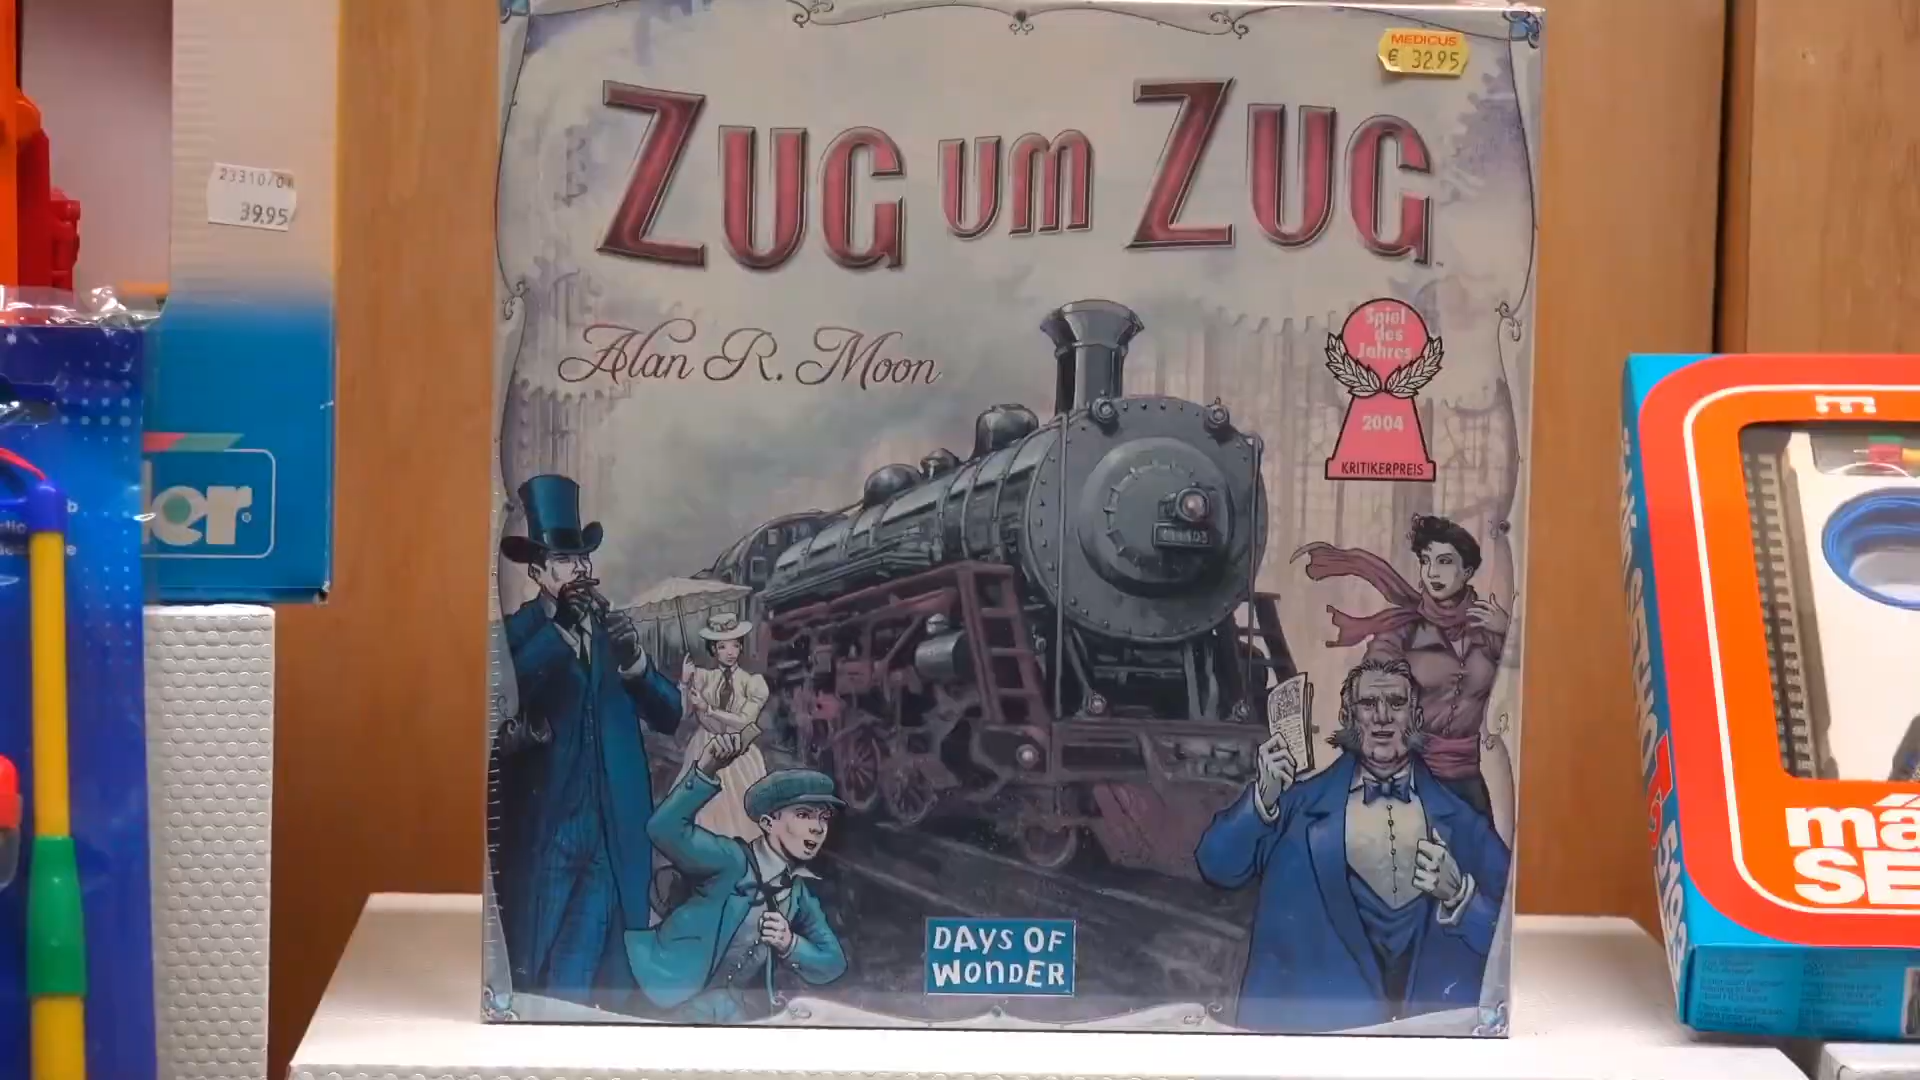 MEDICUS
€ 32.95
ZUG UM ZUG
Alan R. Moon
Spiel
des
Jahres
2004
KRITIKERPREIS
DAYS OF
WONDER
39.95